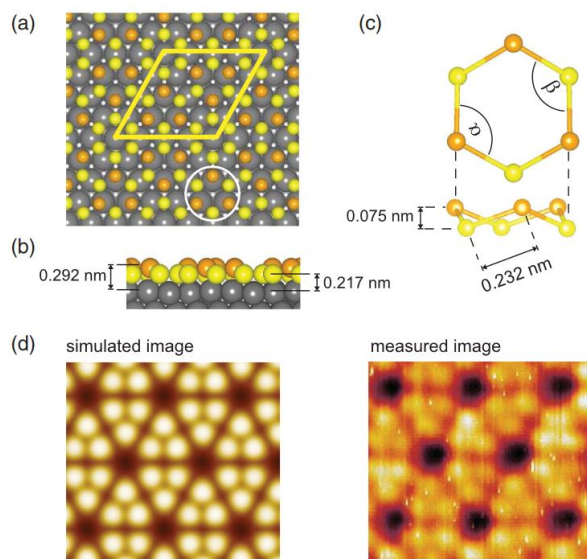 (a)
(c)
β
α
0.075 nm
0.232 nm
(b)
0.292 nm
0.217 nm
(d)
simulated image
measured image